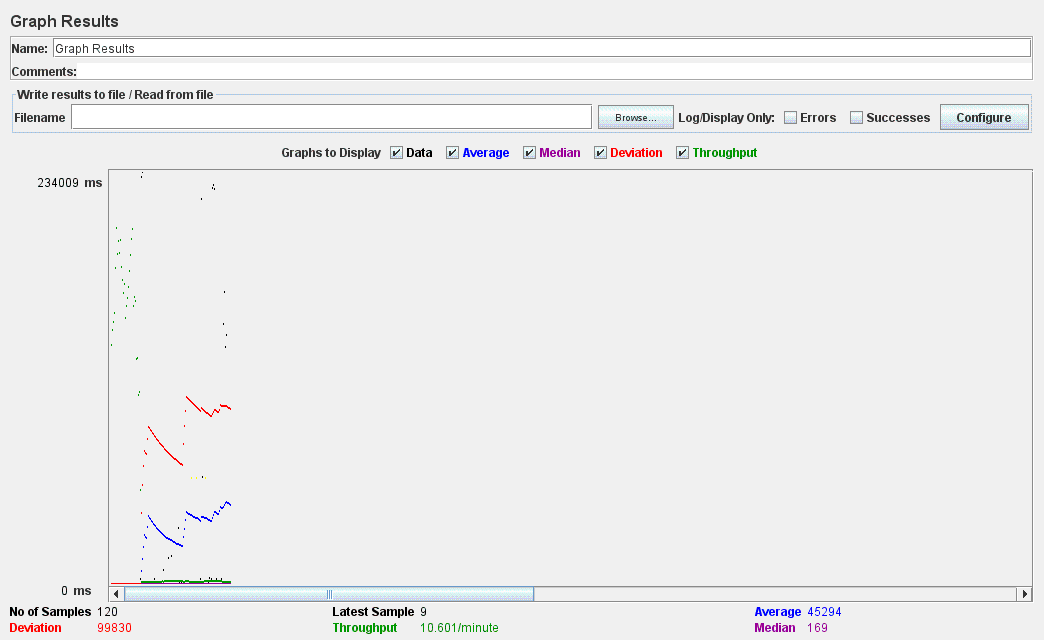 Graph Results
Name: Graph Results
Comments:
Write results to file / Read from file
Filename Browse... Log/Display Only: Errors Successes Configure
Graphs to Display Data Average Median Deviation Throughput
234009 ms
0 ms
No of Samples 120 Latest Sample 9 Average 45294
Deviation 99830 Throughput 10.601/minute Median 169